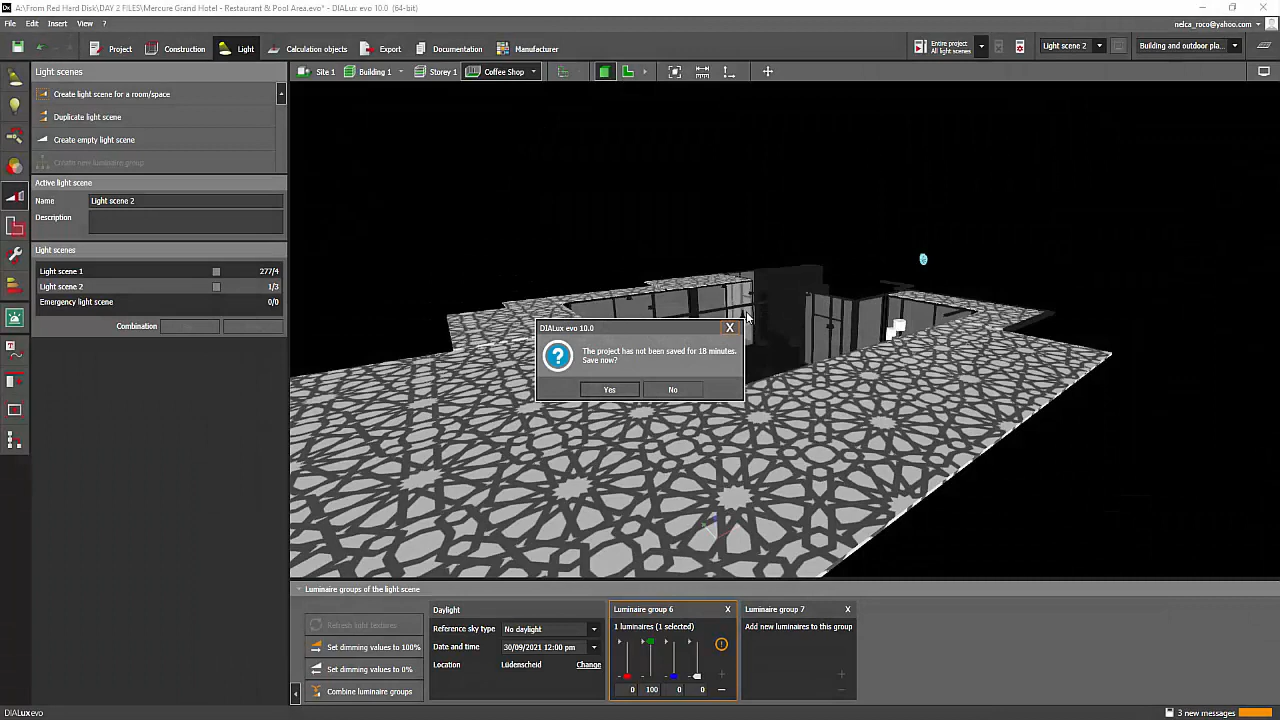 A:\From Red Hard Disk\DAY 2 FILES\Mercure Grand Hotel - Restaurant & Pool Area.evo* - DIALux evo 10.0 (64-bit)
File Edit Insert View ?
nelca_roco@yahoo.com
Project Construction Light Calculation objects Export Documentation Manufacturer
Entire project
All light scenes
Light scene 2
Building and outdoor pla...
Light scenes
Site 1 Building 1 Storey 1 Coffee Shop
Create light scene for a room/space
Duplicate light scene
Create empty light scene
Create new luminaire group
Active light scene
Name Light scene 2
Description
Light scenes
Light scene 1 277/4
Light scene 2 1/3
Emergency light scene 0/0
Combination
DIALux evo 10.0 X
The project has not been saved for 18 minutes.
Save now?
Yes No
Luminaire groups of the light scene
Refresh light textures
Set dimming values to 100%
Set dimming values to 0%
Combine luminaire groups
Daylight
Reference sky type No daylight
Date and time 30/09/2021 12:00 pm
Location Lüdenscheid Change
Luminaire group 6 X
1 luminaires (1 selected)
0 100 0 0
Luminaire group 7 X
Add new luminaires to this group
DIALux evo
3 new messages